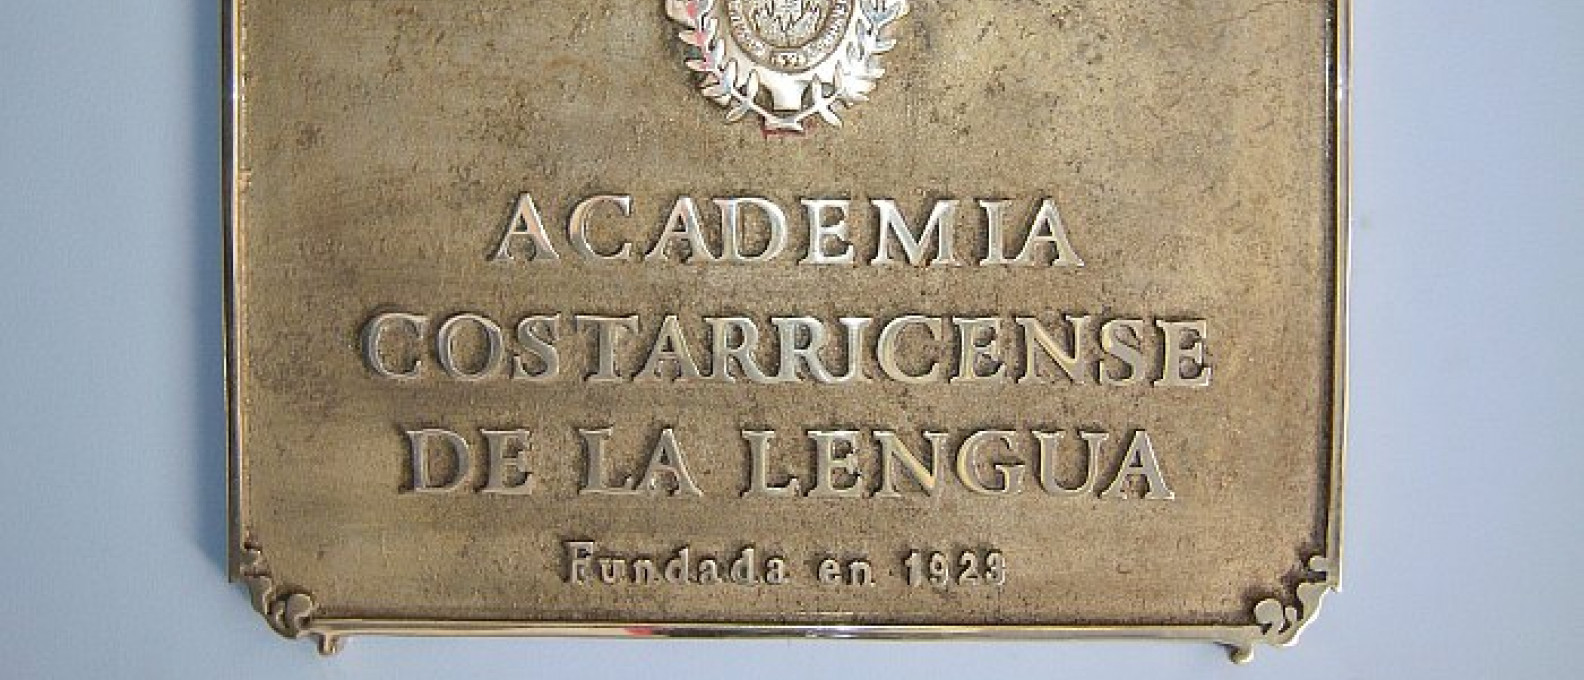 ACADEMIA
COSTARRICENSE
DE LA LENGUA
Fundada en 1923